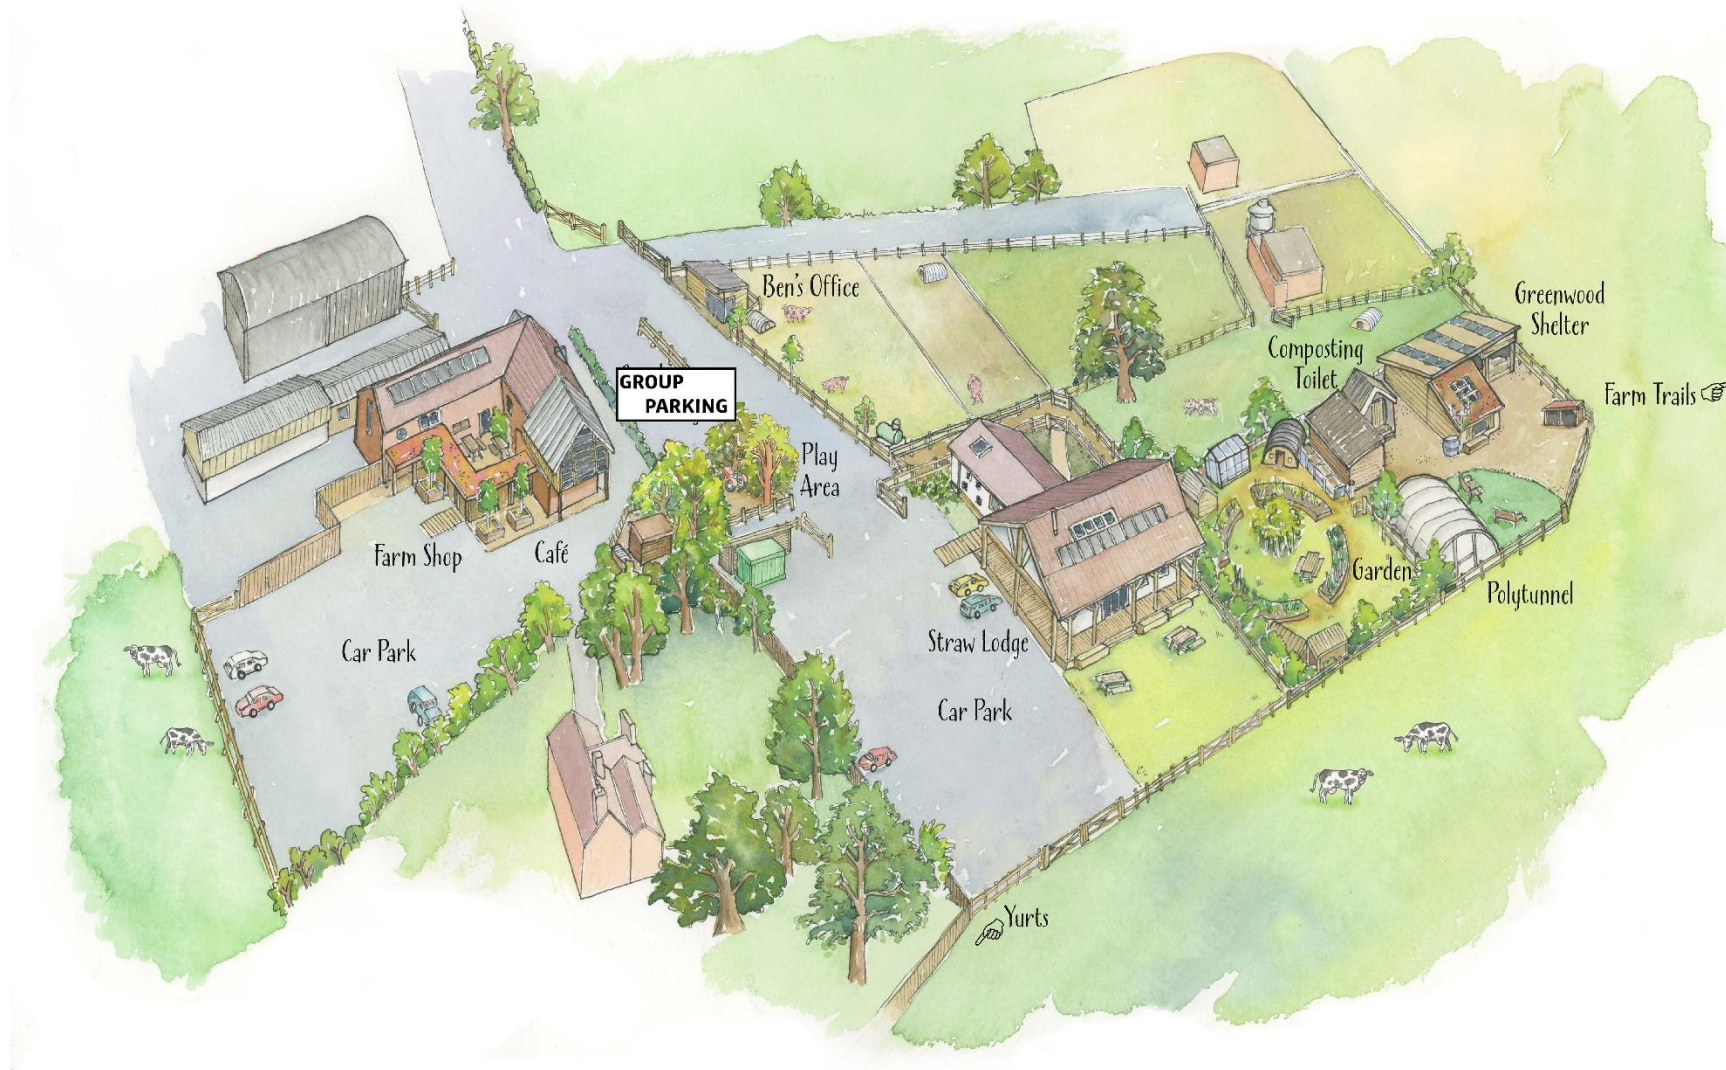 Ben's Office
Greenwood
Shelter
Composting
Toilet
Farm Trails
GROUP
PARKING
Play
Area
Farm Shop
Café
Garden
Polytunnel
Car Park
Straw Lodge
Car Park
Yurts